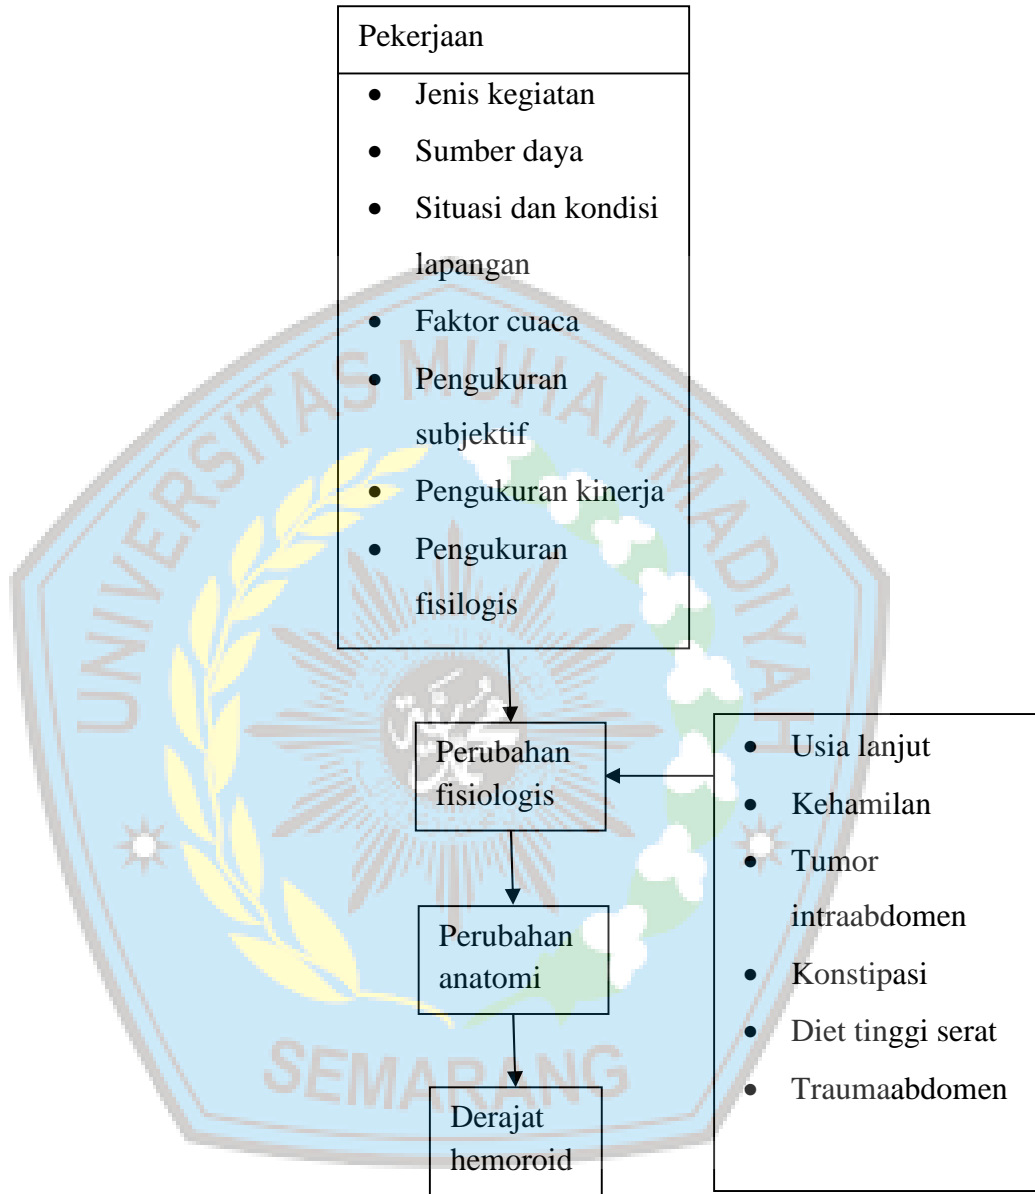 Pekerjaan
• Jenis kegiatan
• Sumber daya
• Situasi dan kondisi
lapangan
• Faktor cuaca
• Pengukuran
subjektif
• Pengukuran kinerja
• Pengukuran
fisilogis
Perubahan
fisiologis
• Usia lanjut
• Kehamilan
• Tumor
intraabdomen
• Konstipasi
• Diet tinggi serat
• Traumaabdomen
Perubahan
anatomi
Derajat
hemoroid
UNIVERSITAS MUHAMMADIYAH
SEMARANG